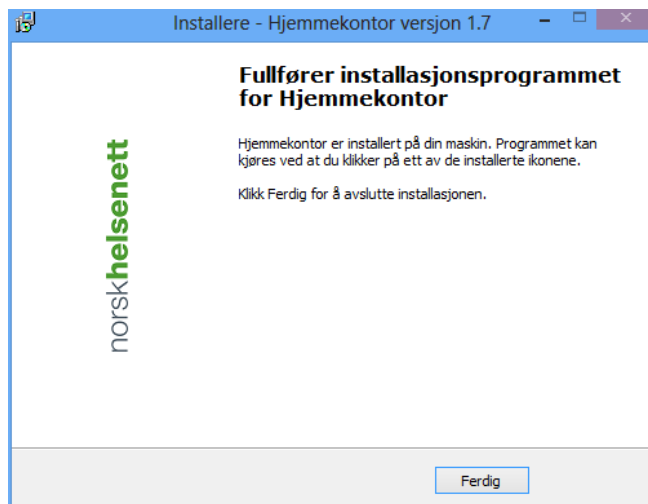 Installere - Hjemmekontor versjon 1.7
Fullfører installasjonsprogrammet
for Hjemmekontor
Hjemmekontor er installert på din maskin. Programmet kan
kjøres ved at du klikker på ett av de installerte ikonene.
Klikk Ferdig for å avslutte installasjonen.
norskhelsenett
Ferdig